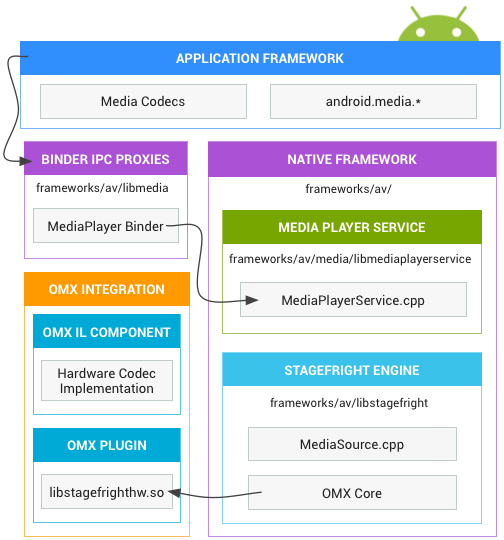 APPLICATION FRAMEWORK
Media Codecs
android.media.*
BINDER IPC PROXIES
frameworks/av/libmedia
MediaPlayer Binder
NATIVE FRAMEWORK
frameworks/av/
MEDIA PLAYER SERVICE
frameworks/av/media/libmediaplayerservice
MediaPlayerService.cpp
OMX INTEGRATION
OMX IL COMPONENT
Hardware Codec
Implementation
OMX PLUGIN
libstagefrighthw.so
STAGEFRIGHT ENGINE
frameworks/av/libstagefright
MediaSource.cpp
OMX Core